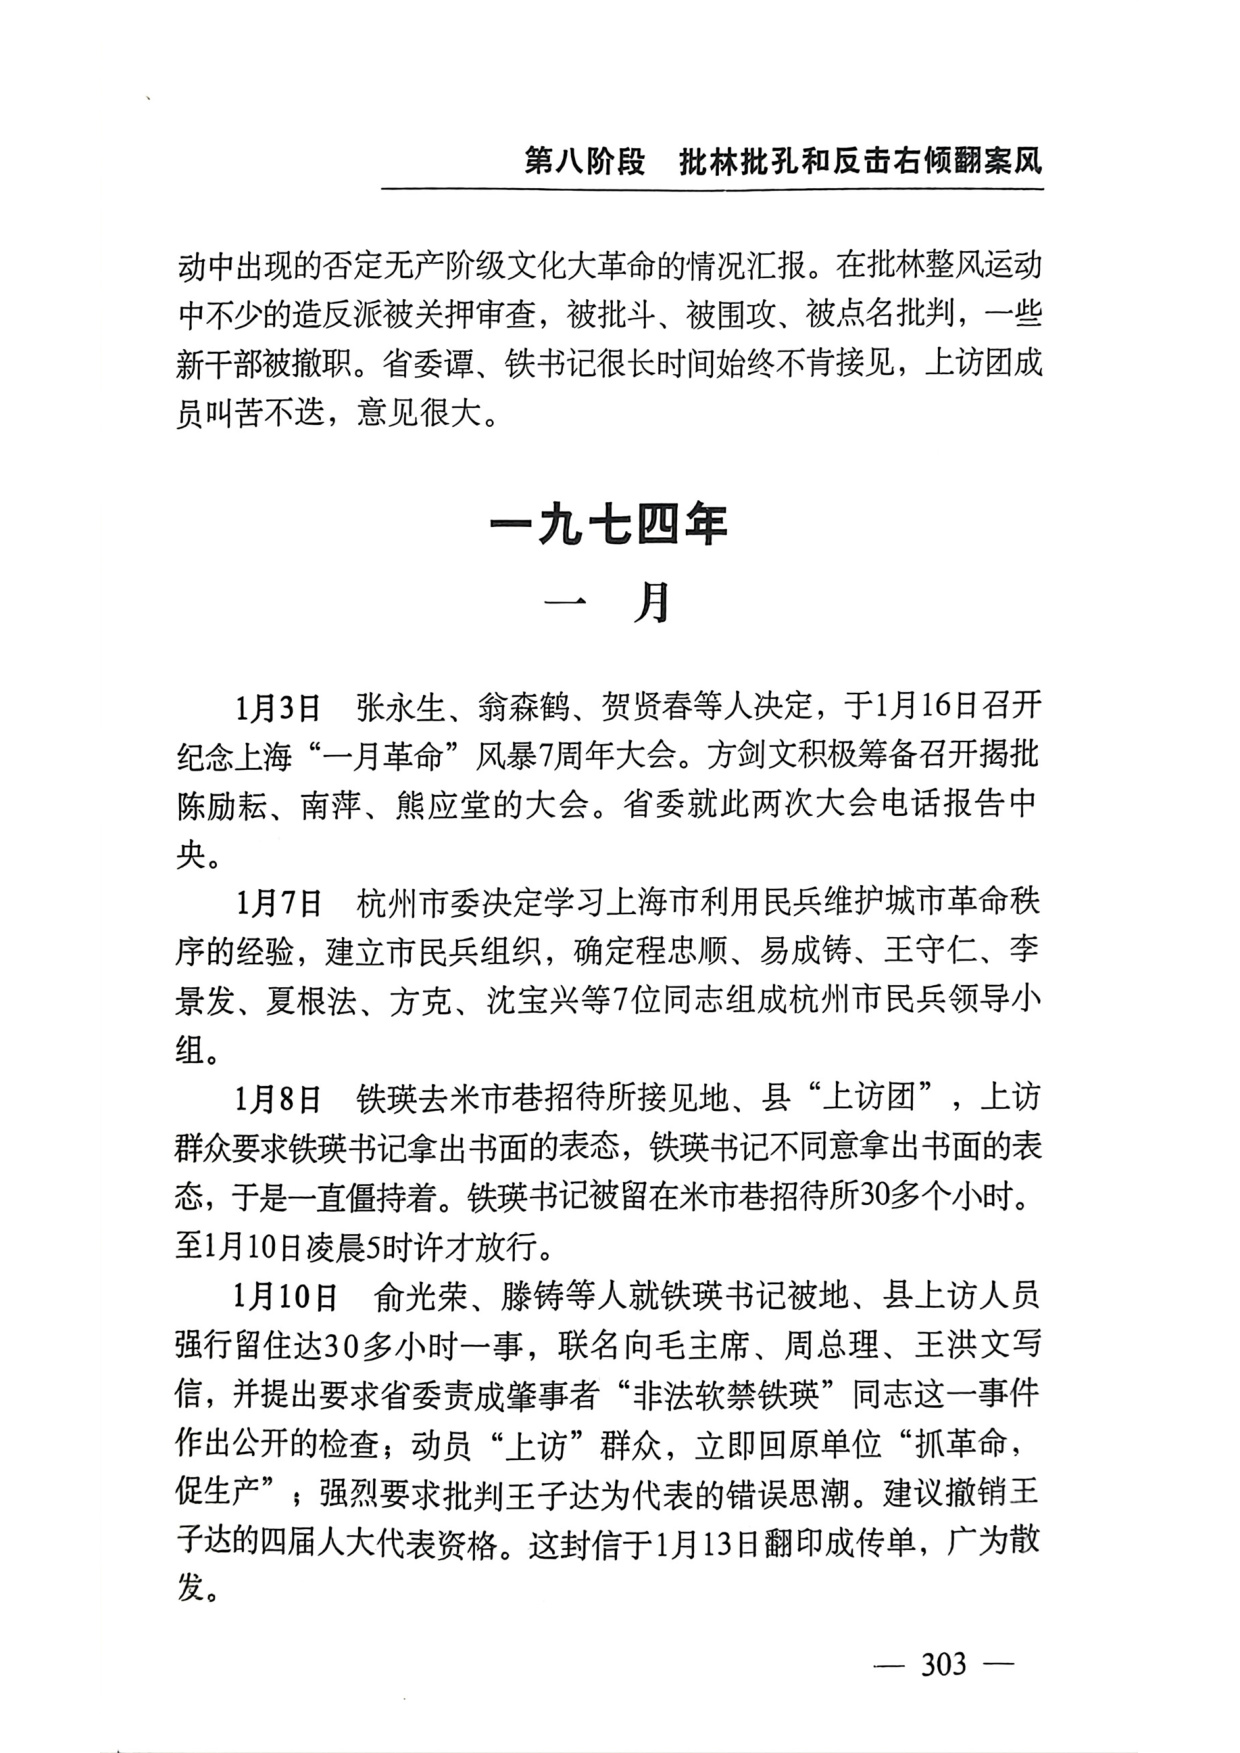 第八阶段　批林批孔和反击右倾翻案风
动中出现的否定无产阶级文化大革命的情况汇报。在批林整风运动
中不少的造反派被关押审查，被批斗、被围攻、被点名批判，一些
新干部被撤职。省委谭、铁书记很长时间始终不肯接见，上访团成
员叫苦不迭，意见很大。
一九七四年
一　月
1月3日　张永生、翁森鹤、贺贤春等人决定，于1月16日召开
纪念上海“一月革命”风暴7周年大会。方剑文积极筹备召开揭批
陈励耘、南萍、熊应堂的大会。省委就此两次大会电话报告中
央。
1月7日　杭州市委决定学习上海市利用民兵维护城市革命秩
序的经验，建立市民兵组织，确定程忠顺、易成铸、王守仁、李
景发、夏根法、方克、沈宝兴等7位同志组成杭州市民兵领导小
组。
1月8日　铁瑛去米市巷招待所接见地、县“上访团”，上访
群众要求铁瑛书记拿出书面的表态，铁瑛书记不同意拿出书面的表
态，于是一直僵持着。铁瑛书记被留在米市巷招待所30多个小时。
至1月10日凌晨5时许才放行。
1月10日　俞光荣、滕铸等人就铁瑛书记被地、县上访人员
强行留住达30多小时一事，联名向毛主席、周总理、王洪文写
信，并提出要求省委责成肇事者“非法软禁铁瑛”同志这一事件
作出公开的检查；动员“上访”群众，立即回原单位“抓革命，
促生产”；强烈要求批判王子达为代表的错误思潮。建议撤销王
子达的四届人大代表资格。这封信于1月13日翻印成传单，广为散
发。
— 303 —